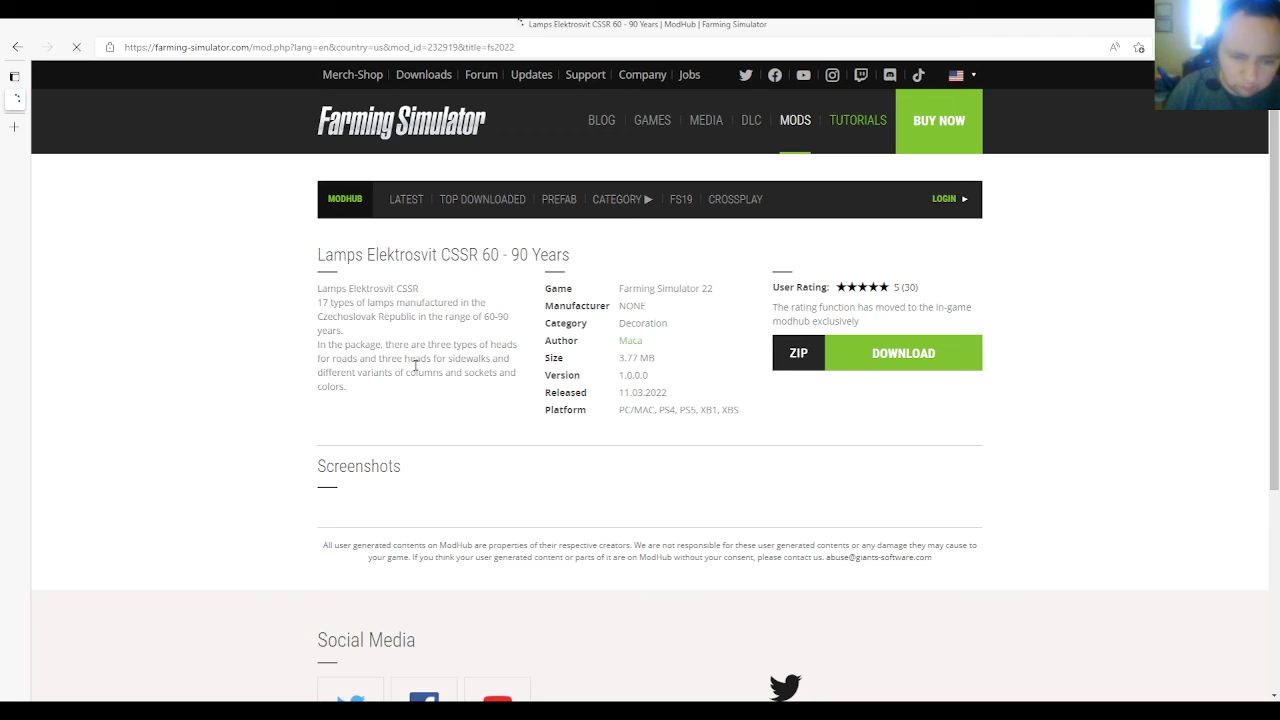 Lamps Elektrosvit CSSR 60 - 90 Years | ModHub | Farming Simulator
https://farming-simulator.com/mod.php?lang=en&country=us&mod_id=232919&title=fs2022
Merch-Shop | Downloads | Forum | Updates | Support | Company | Jobs
Farming Simulator
BLOG GAMES MEDIA DLC MODS TUTORIALS BUY NOW
MODHUB LATEST | TOP DOWNLOADED | PREFAB | CATEGORY ▶ | FS19 | CROSSPLAY LOGIN ▶
Lamps Elektrosvit CSSR 60 - 90 Years
Lamps Elektrosvit CSSR
17 types of lamps manufactured in the
Czechoslovak Republic in the range of 60-90
years.
In the package, there are three types of heads
for roads and three heads for sidewalks and
different variants of columns and sockets and
colors.
Game Farming Simulator 22
Manufacturer NONE
Category Decoration
Author Maca
Size 3.77 MB
Version 1.0.0.0
Released 11.03.2022
Platform PC/MAC, PS4, PS5, XB1, XBS
User Rating: ★★★★★ 5 (30)
The rating function has moved to the in-game
modhub exclusively
ZIP DOWNLOAD
Screenshots
All user generated contents on ModHub are properties of their respective creators. We are not responsible for these user generated contents or any damage they may cause to
your game. If you think your user generated content or parts of it are on ModHub without your consent, please contact us. abuse@giants-software.com
Social Media